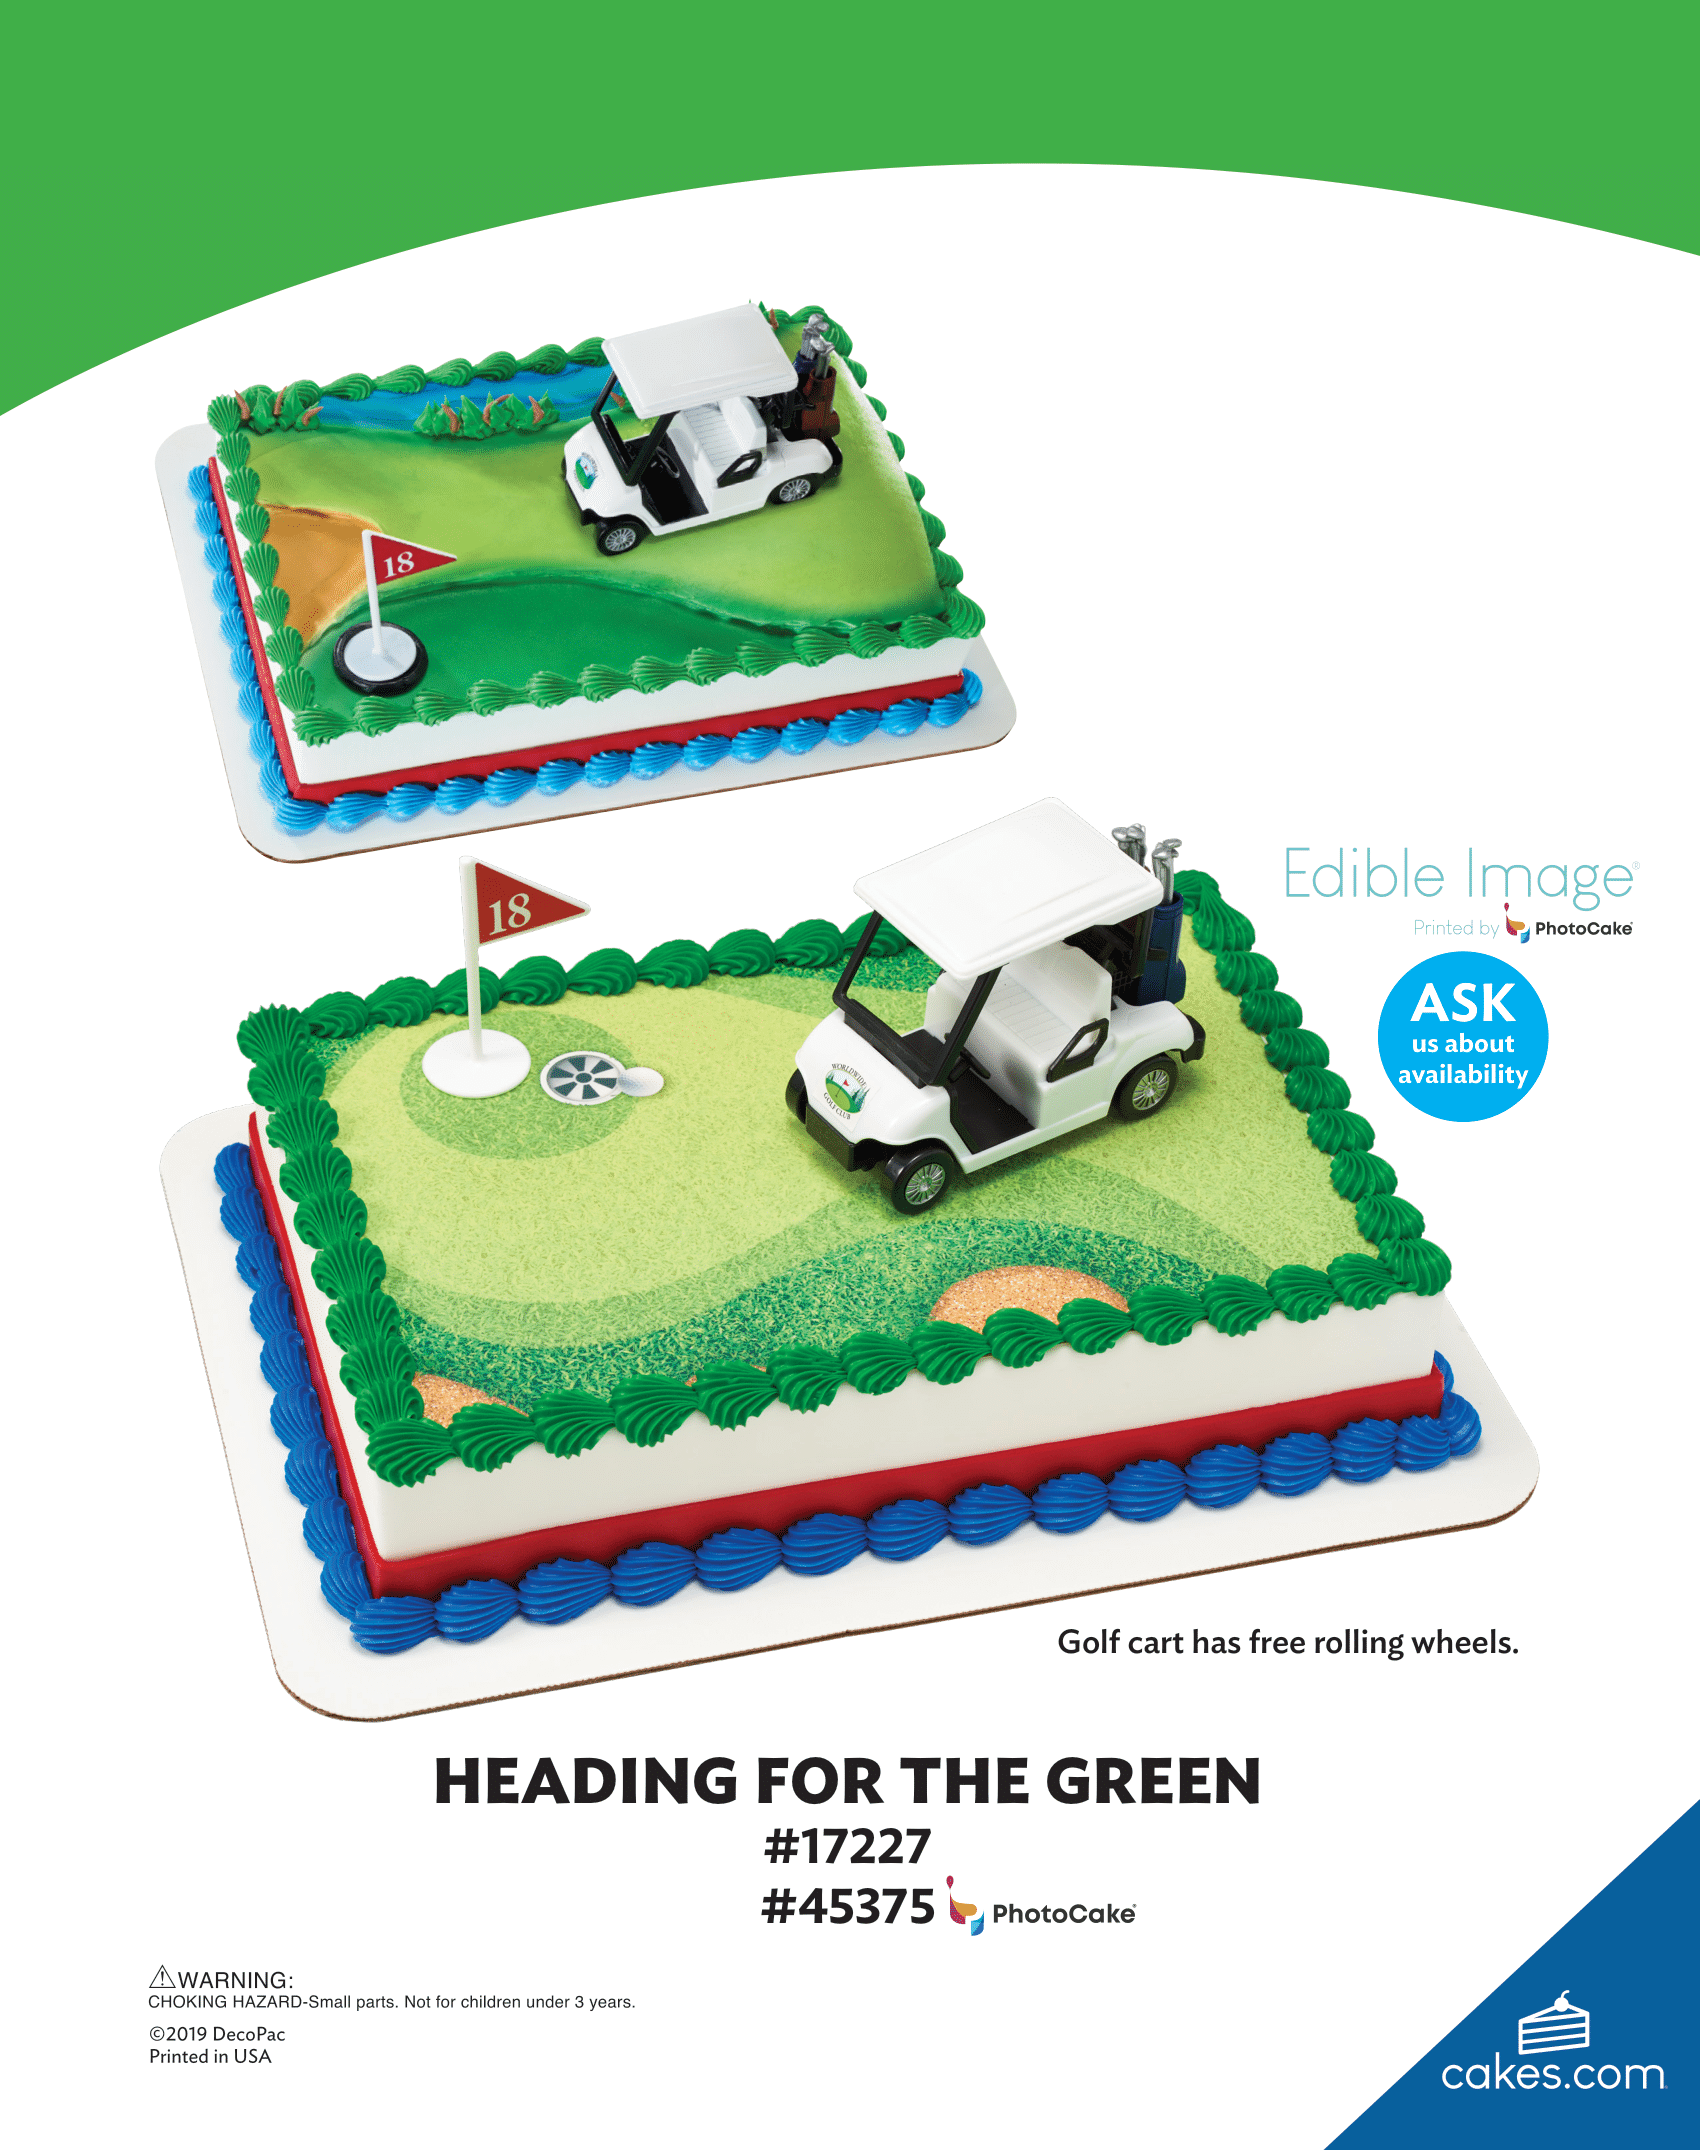 18
18
WORLDWIDE
GOLF CLUB
Edible Image®
Printed by PhotoCake®
ASK
us about
availability
Golf cart has free rolling wheels.
HEADING FOR THE GREEN
#17227
#45375 PhotoCake®
⚠WARNING:
CHOKING HAZARD-Small parts. Not for children under 3 years.
©2019 DecoPac
Printed in USA
cakes.com